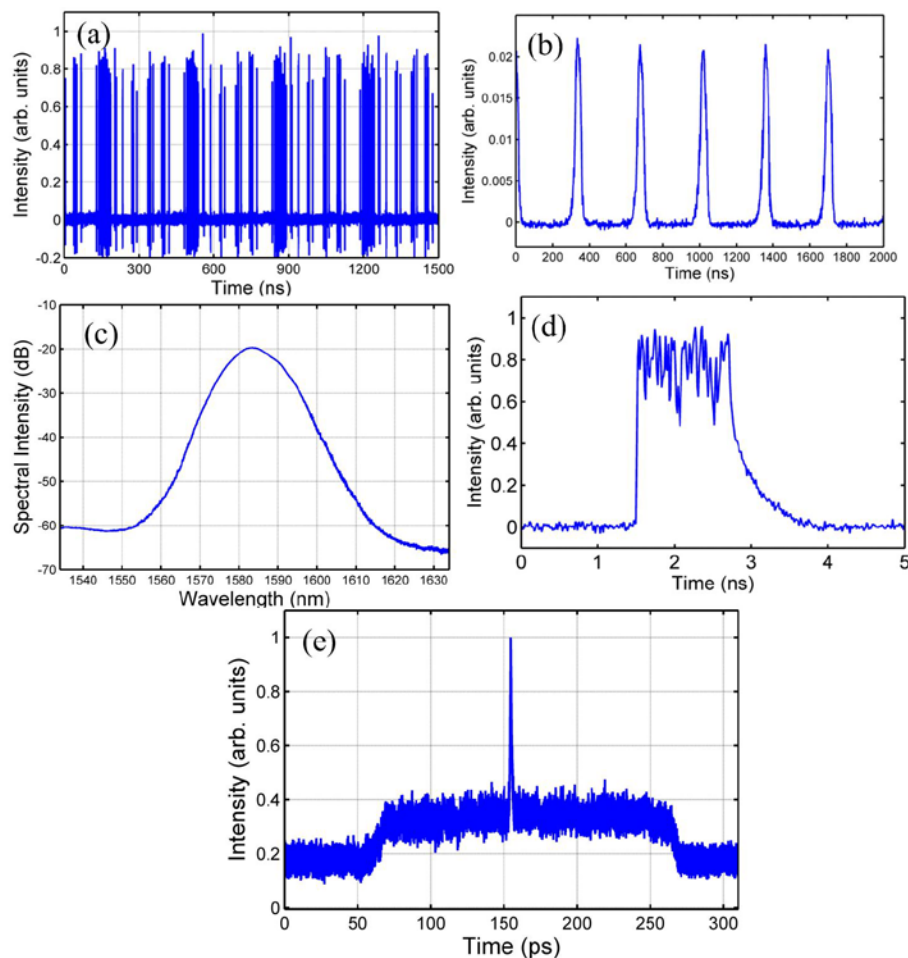 (a)
Intensity (arb. units)
1
0.8
0.6
0.4
0.2
0
-0.2
0 300 600 900 1200 1500
Time (ns)
(b)
Intensity (arb. units)
0.02
0.015
0.01
0.005
0
0 200 400 600 800 1000 1200 1400 1600 1800 2000
Time (ns)
(c)
Spectral Intensity (dB)
-10
-20
-30
-40
-50
-60
-70
1540 1550 1560 1570 1580 1590 1600 1610 1620 1630
Wavelength (nm)
(d)
Intensity (arb. units)
1
0.8
0.6
0.4
0.2
0
0 1 2 3 4 5
Time (ns)
(e)
Intensity (arb. units)
1
0.8
0.6
0.4
0.2
0
0 50 100 150 200 250 300
Time (ps)